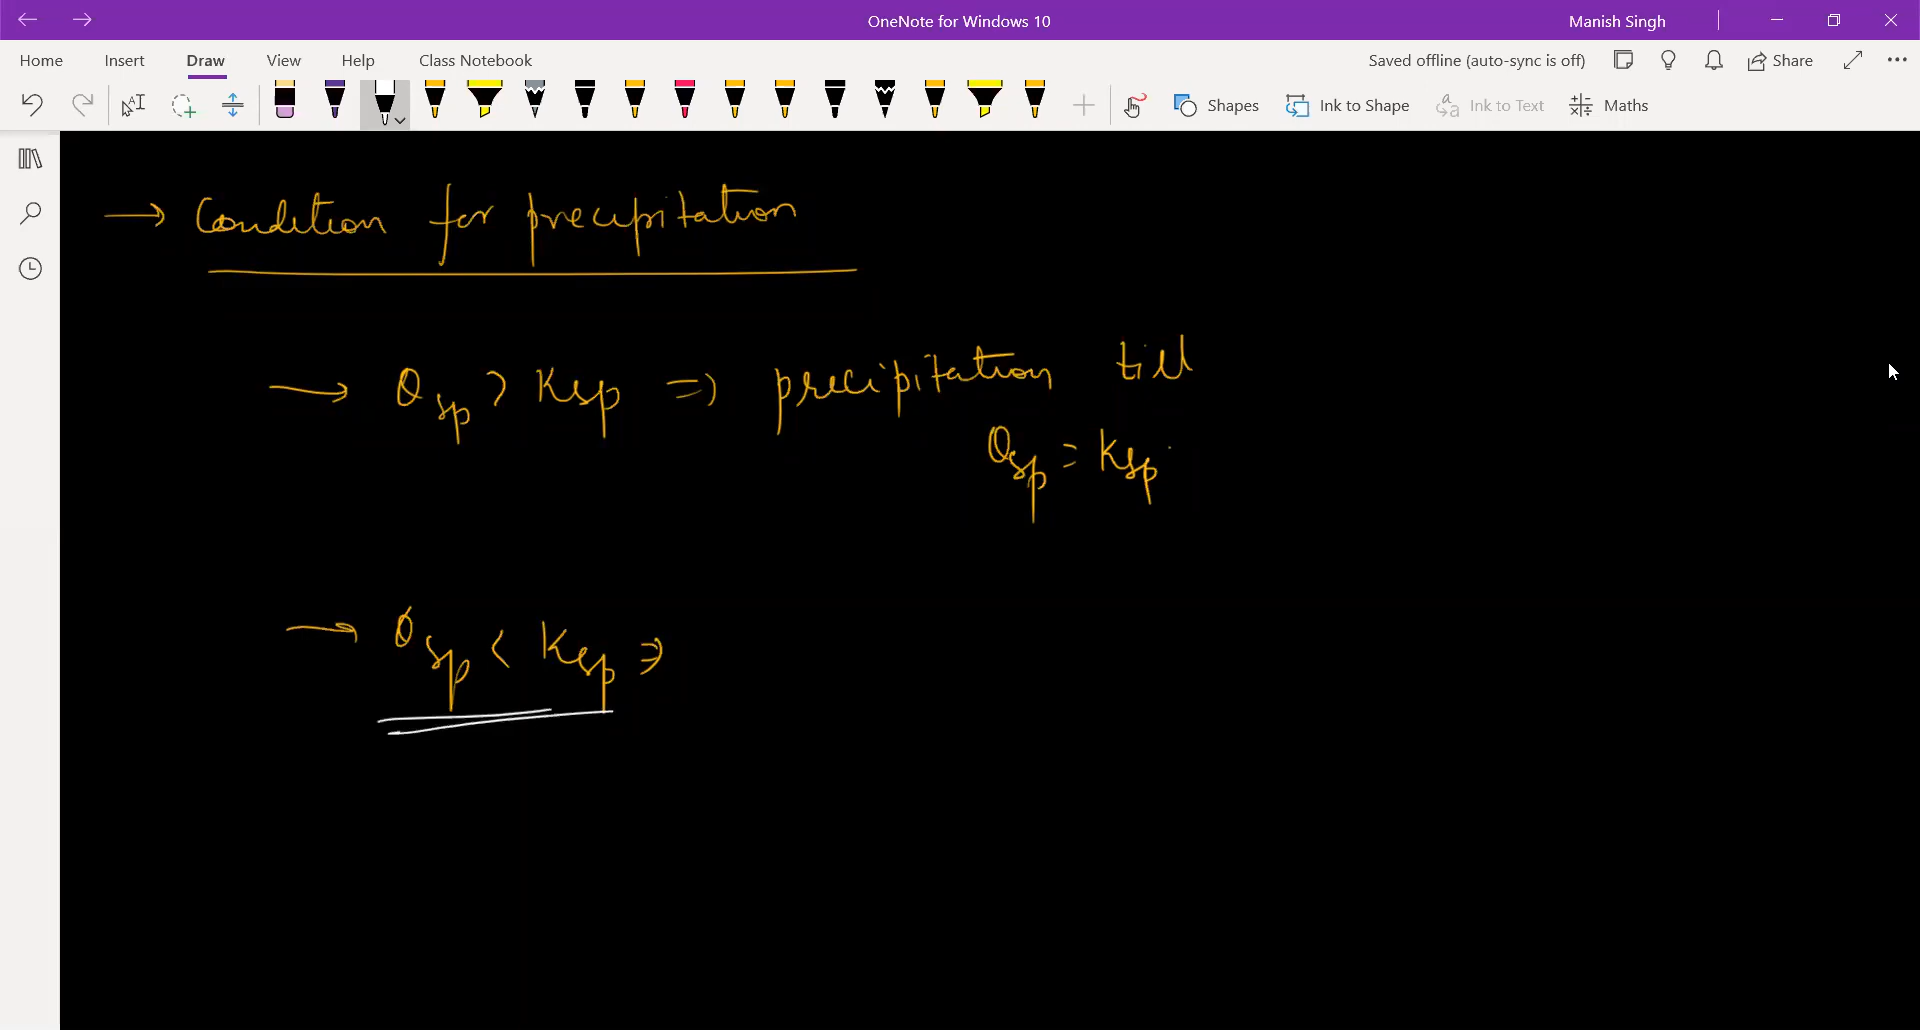 OneNote for Windows 10
Manish Singh
Home Insert Draw View Help Class Notebook
Saved offline (auto-sync is off) Share
Shapes Ink to Shape Ink to Text Maths
→ Condition for precipitation
→ Qsp > Ksp ⇒ precipitation till
Qsp = Ksp
→ Qsp < Ksp ⇒